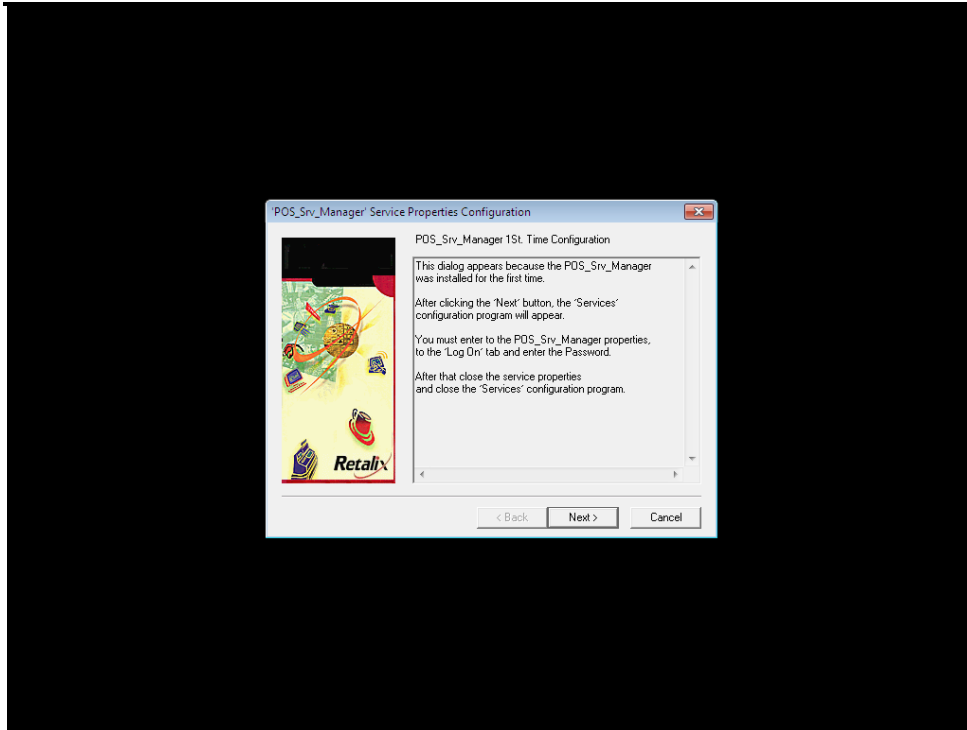 'POS_Srv_Manager' Service Properties Configuration
POS_Srv_Manager 1St. Time Configuration
This dialog appears because the POS_Srv_Manager
was installed for the first time.
After clicking the 'Next' button, the 'Services'
configuration program will appear.
You must enter to the POS_Srv_Manager properties,
to the 'Log On' tab and enter the Password.
After that close the service properties
and close the 'Services' configuration program.
Retalix
< Back
Next >
Cancel